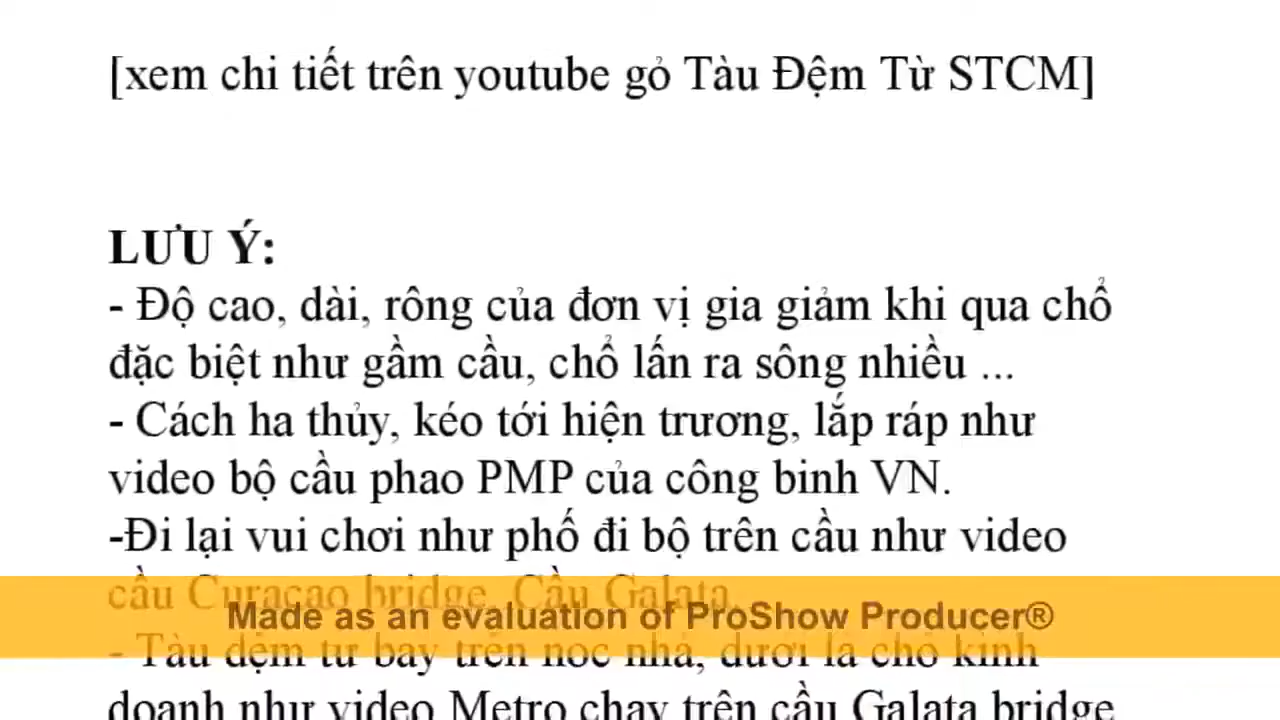 [xem chi tiết trên youtube gỏ Tàu Đệm Từ STCM]
LƯU Ý:
- Độ cao, dài, rông của đơn vị gia giảm khi qua chổ
đặc biệt như gầm cầu, chổ lấn ra sông nhiều ...
- Cách ha thủy, kéo tới hiện trương, lắp ráp như
video bộ cầu phao PMP của công binh VN.
-Đi lại vui chơi như phố đi bộ trên cầu như video
cầu Curacao bridge, Cầu Galata.
Made as an evaluation of ProShow Producer®
- Tàu đệm từ bay trên nóc nhà, dưới là chỏ kinh
doanh như video Metro chạy trên cầu Galata bridge